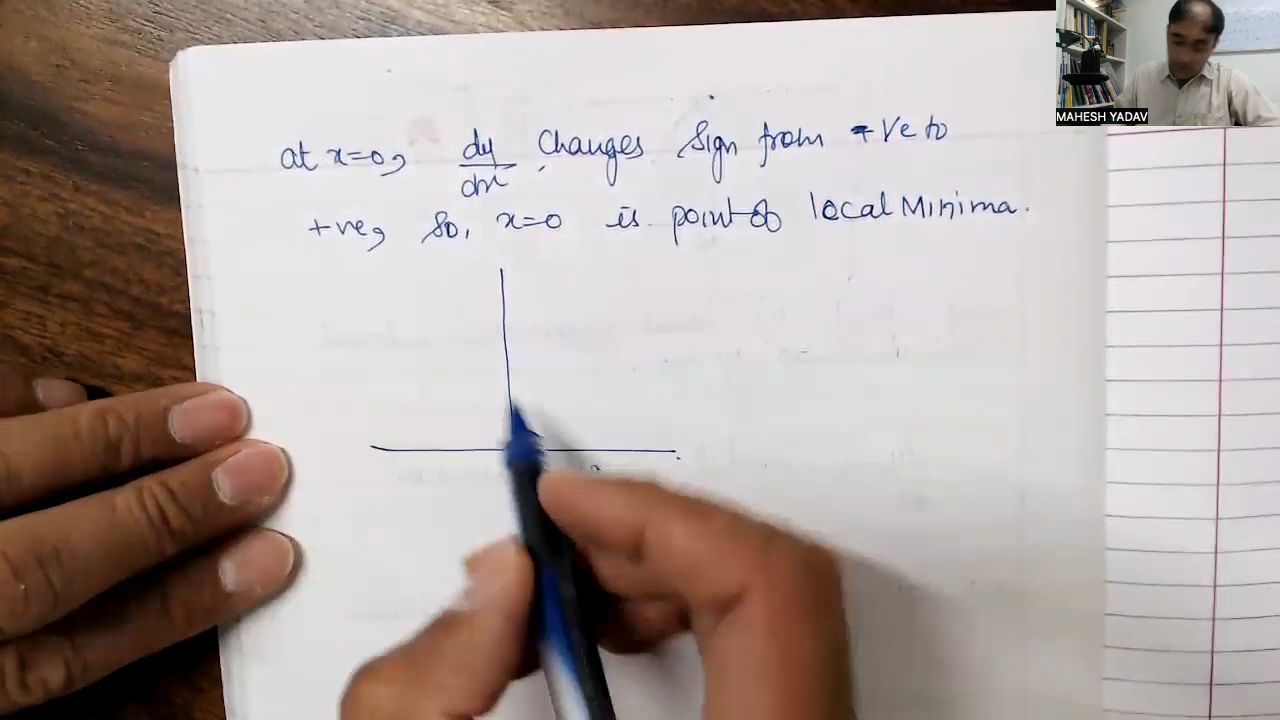 MAHESH YADAV
at x=0, dy/dx changes sign from -ve to
+ve, so, x=0 is point of local Minima.